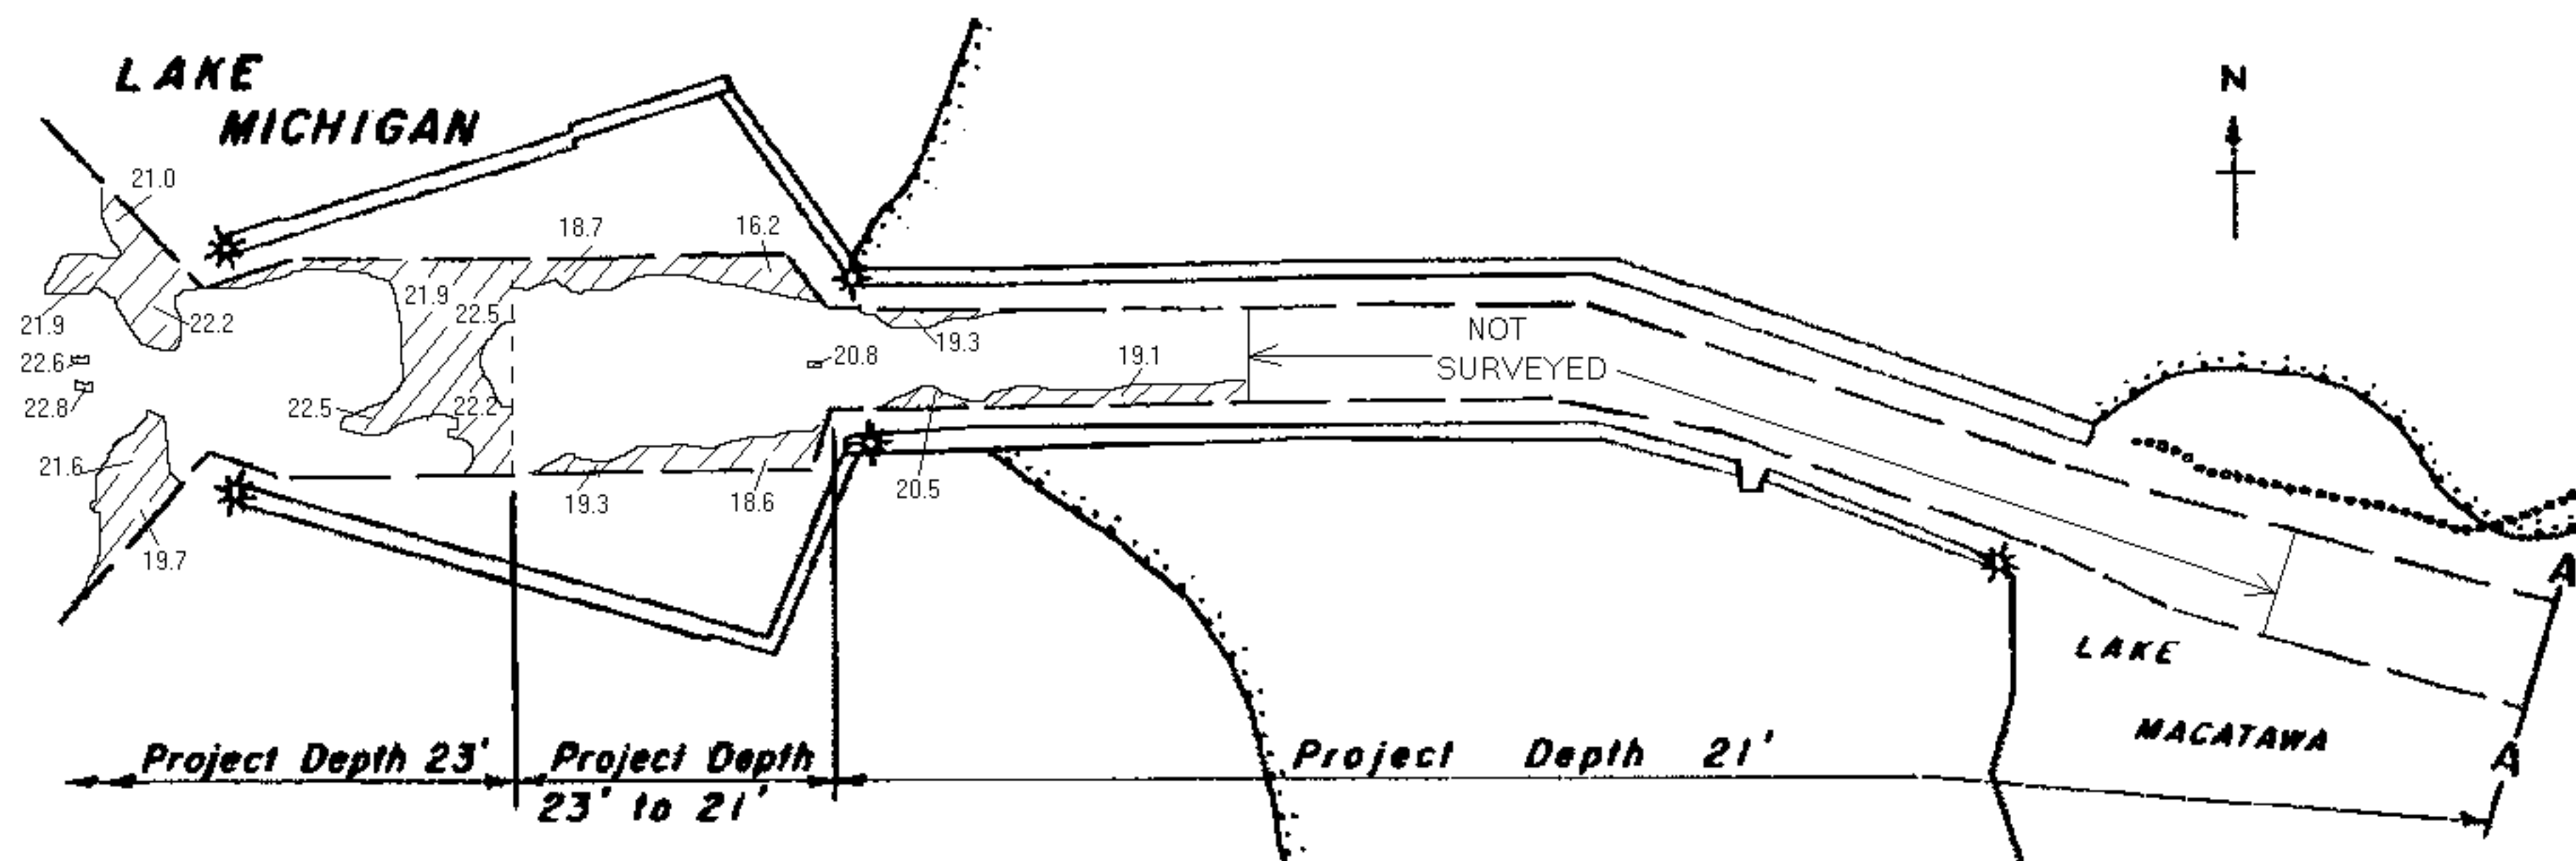 LAKE
MICHIGAN
N
21.0
18.7
16.2
21.9
22.2
21.9
22.5
19.3
NOT
SURVEYED
22.6
20.8
19.1
22.8
22.5
22.2
21.6
19.3
18.6
20.5
19.7
A
LAKE
MACATAWA
A
Project Depth 23'
Project Depth
23' to 21'
Project Depth 21'